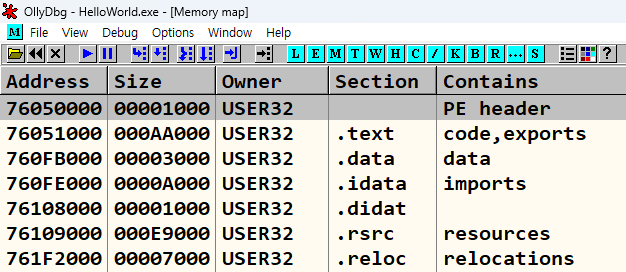 OllyDbg - HelloWorld.exe - [Memory map]
M File View Debug Options Window Help
L E M T W H C / K B R ... S ?
Address Size Owner Section Contains
76050000 00001000 USER32 PE header
76051000 000AA000 USER32 .text code,exports
760FB000 00003000 USER32 .data data
760FE000 0000A000 USER32 .idata imports
76108000 00001000 USER32 .didat
76109000 000E9000 USER32 .rsrc resources
761F2000 00007000 USER32 .reloc relocations